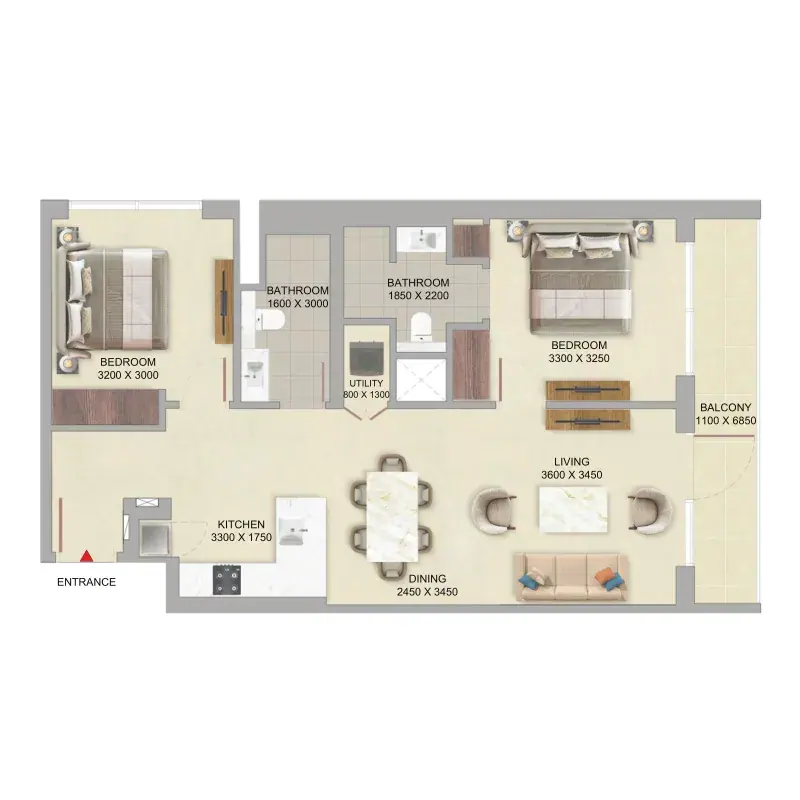 BATHROOM
1600 X 3000
BATHROOM
1850 X 2200
BEDROOM
3200 X 3000
BEDROOM
3300 X 3250
UTILITY
800 X 1300
BALCONY
1100 X 6850
LIVING
3600 X 3450
KITCHEN
3300 X 1750
DINING
2450 X 3450
ENTRANCE